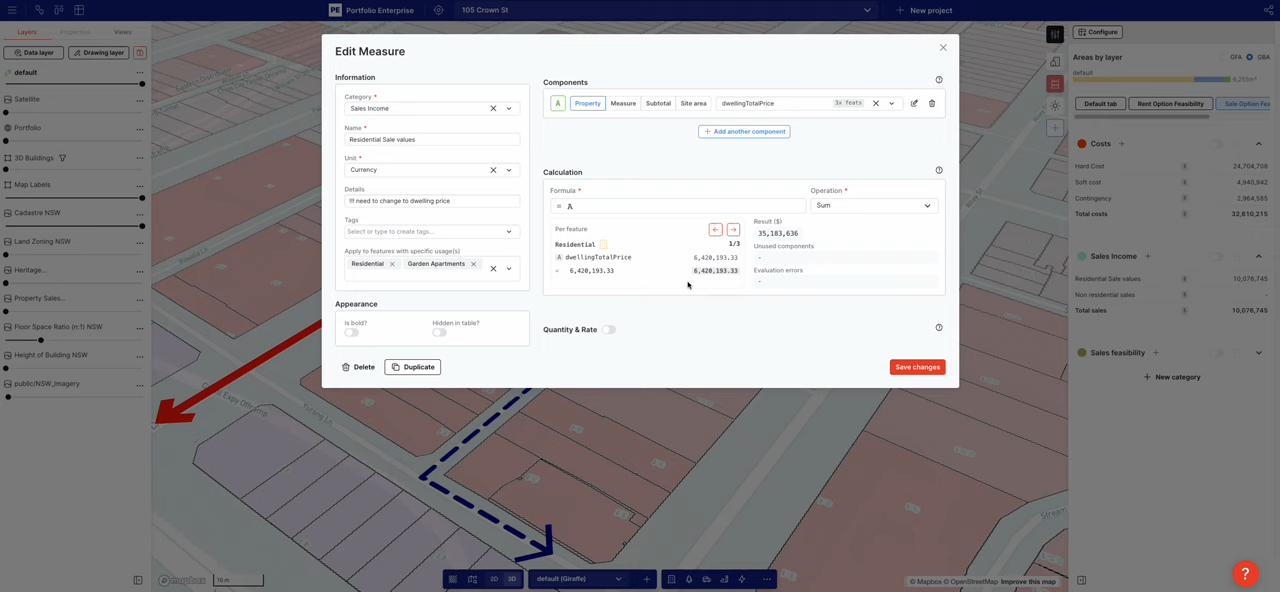 PE Portfolio Enterprise
105 Crown St
New project
Layers
Properties
Views
Data layer
Drawing layer
default
Satellite
Portfolio
3D Buildings
Map Labels
Cadastre NSW
Land Zoning NSW
Heritage...
Property Sales...
Floor Space Ratio (n:1) NSW
Height of Building NSW
public/NSW_Imagery
Edit Measure
Information
Category *
Sales Income
Name *
Residential Sale values
Unit *
Currency
Details
!!! need to change to dwelling price
Tags
Select or type to create tags...
Apply to features with specific usage(s)
Residential
Garden Apartments
Appearance
Is bold?
Hidden in table?
Delete
Duplicate
Components
A Property Measure Subtotal Site area dwellingTotalPrice 3x feats
Add another component
Calculation
Formula *
= A
Operation *
Sum
Per feature
Residential 1/3
A dwellingTotalPrice 6,420,193.33
= 6,420,193.33 6,420,193.33
Result ($)
35,183,636
Unused components
-
Evaluation errors
-
Quantity & Rate
Save changes
Configure
Areas by layer
GFA GBA
default
6,255m²
Default tab
Rent Option Feasibility
Sale Option Fea
Costs
Hard Cost $ 24,704,708
Soft cost $ 4,940,942
Contingency $ 2,964,565
Total costs $ 32,610,215
Sales Income
Residential Sale values $ 10,076,745
Non residential sales $ -
Total sales $ 10,076,745
Sales feasibility
New category
Expy Offramp
Yurong Ln
mapbox
10 m
2D 3D
default (Giraffe)
© Mapbox © OpenStreetMap Improve this map
?